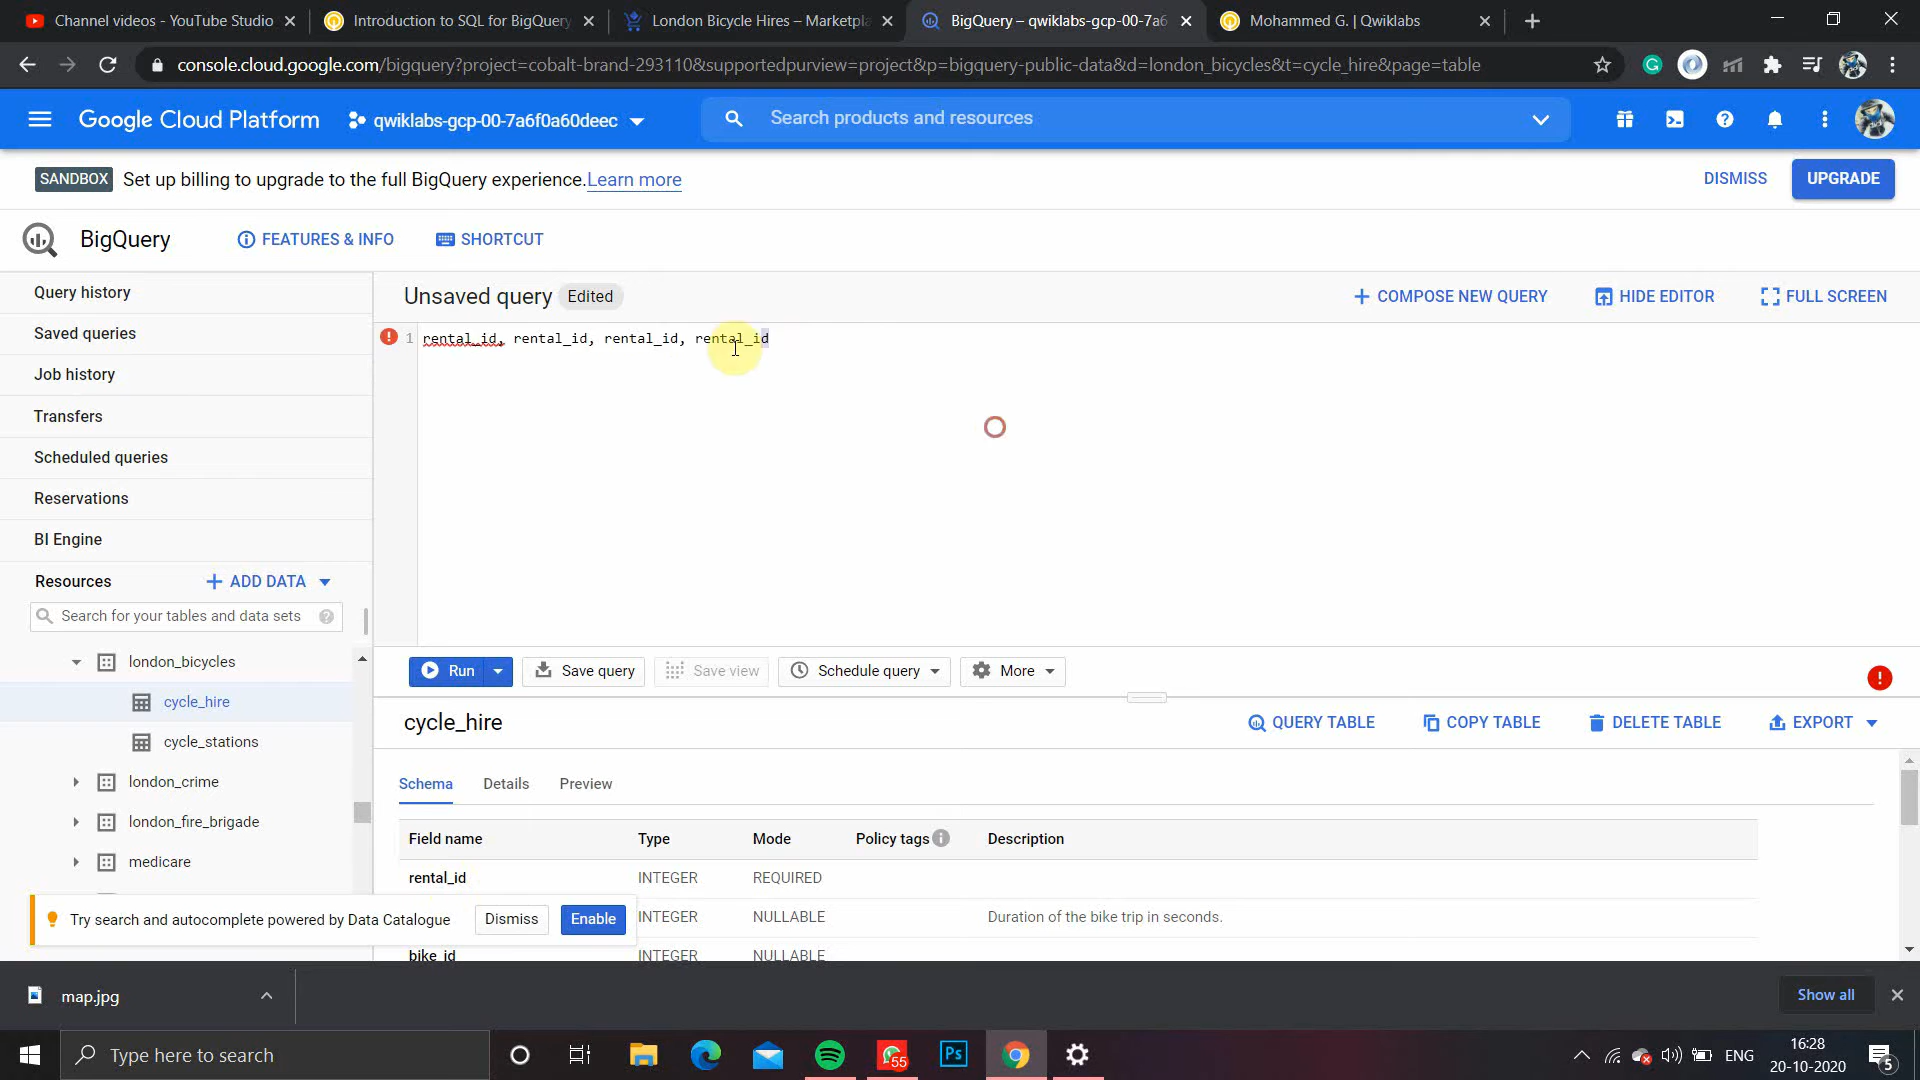 Channel videos - YouTube Studio
Introduction to SQL for BigQuery
London Bicycle Hires – Marketpla
BigQuery – qwiklabs-gcp-00-7a6
Mohammed G. | Qwiklabs
console.cloud.google.com/bigquery?project=cobalt-brand-293110&supportedpurview=project&p=bigquery-public-data&d=london_bicycles&t=cycle_hire&page=table
Google Cloud Platform
qwiklabs-gcp-00-7a6f0a60deec
Search products and resources
SANDBOX Set up billing to upgrade to the full BigQuery experience. Learn more
DISMISS
UPGRADE
BigQuery
FEATURES & INFO
SHORTCUT
Query history
Saved queries
Job history
Transfers
Scheduled queries
Reservations
BI Engine
Resources
+ ADD DATA
Search for your tables and data sets
london_bicycles
cycle_hire
cycle_stations
london_crime
london_fire_brigade
medicare
Unsaved query Edited
+ COMPOSE NEW QUERY
HIDE EDITOR
FULL SCREEN
1 rental_id, rental_id, rental_id, rental_id
Run
Save query
Save view
Schedule query
More
cycle_hire
QUERY TABLE
COPY TABLE
DELETE TABLE
EXPORT
Schema Details Preview
Field name Type Mode Policy tags Description
rental_id INTEGER REQUIRED
INTEGER NULLABLE Duration of the bike trip in seconds.
bike_id INTEGER NULLABLE
Try search and autocomplete powered by Data Catalogue
Dismiss
Enable
map.jpg
Show all
Type here to search
55
Ps
ENG
16:28
20-10-2020
5